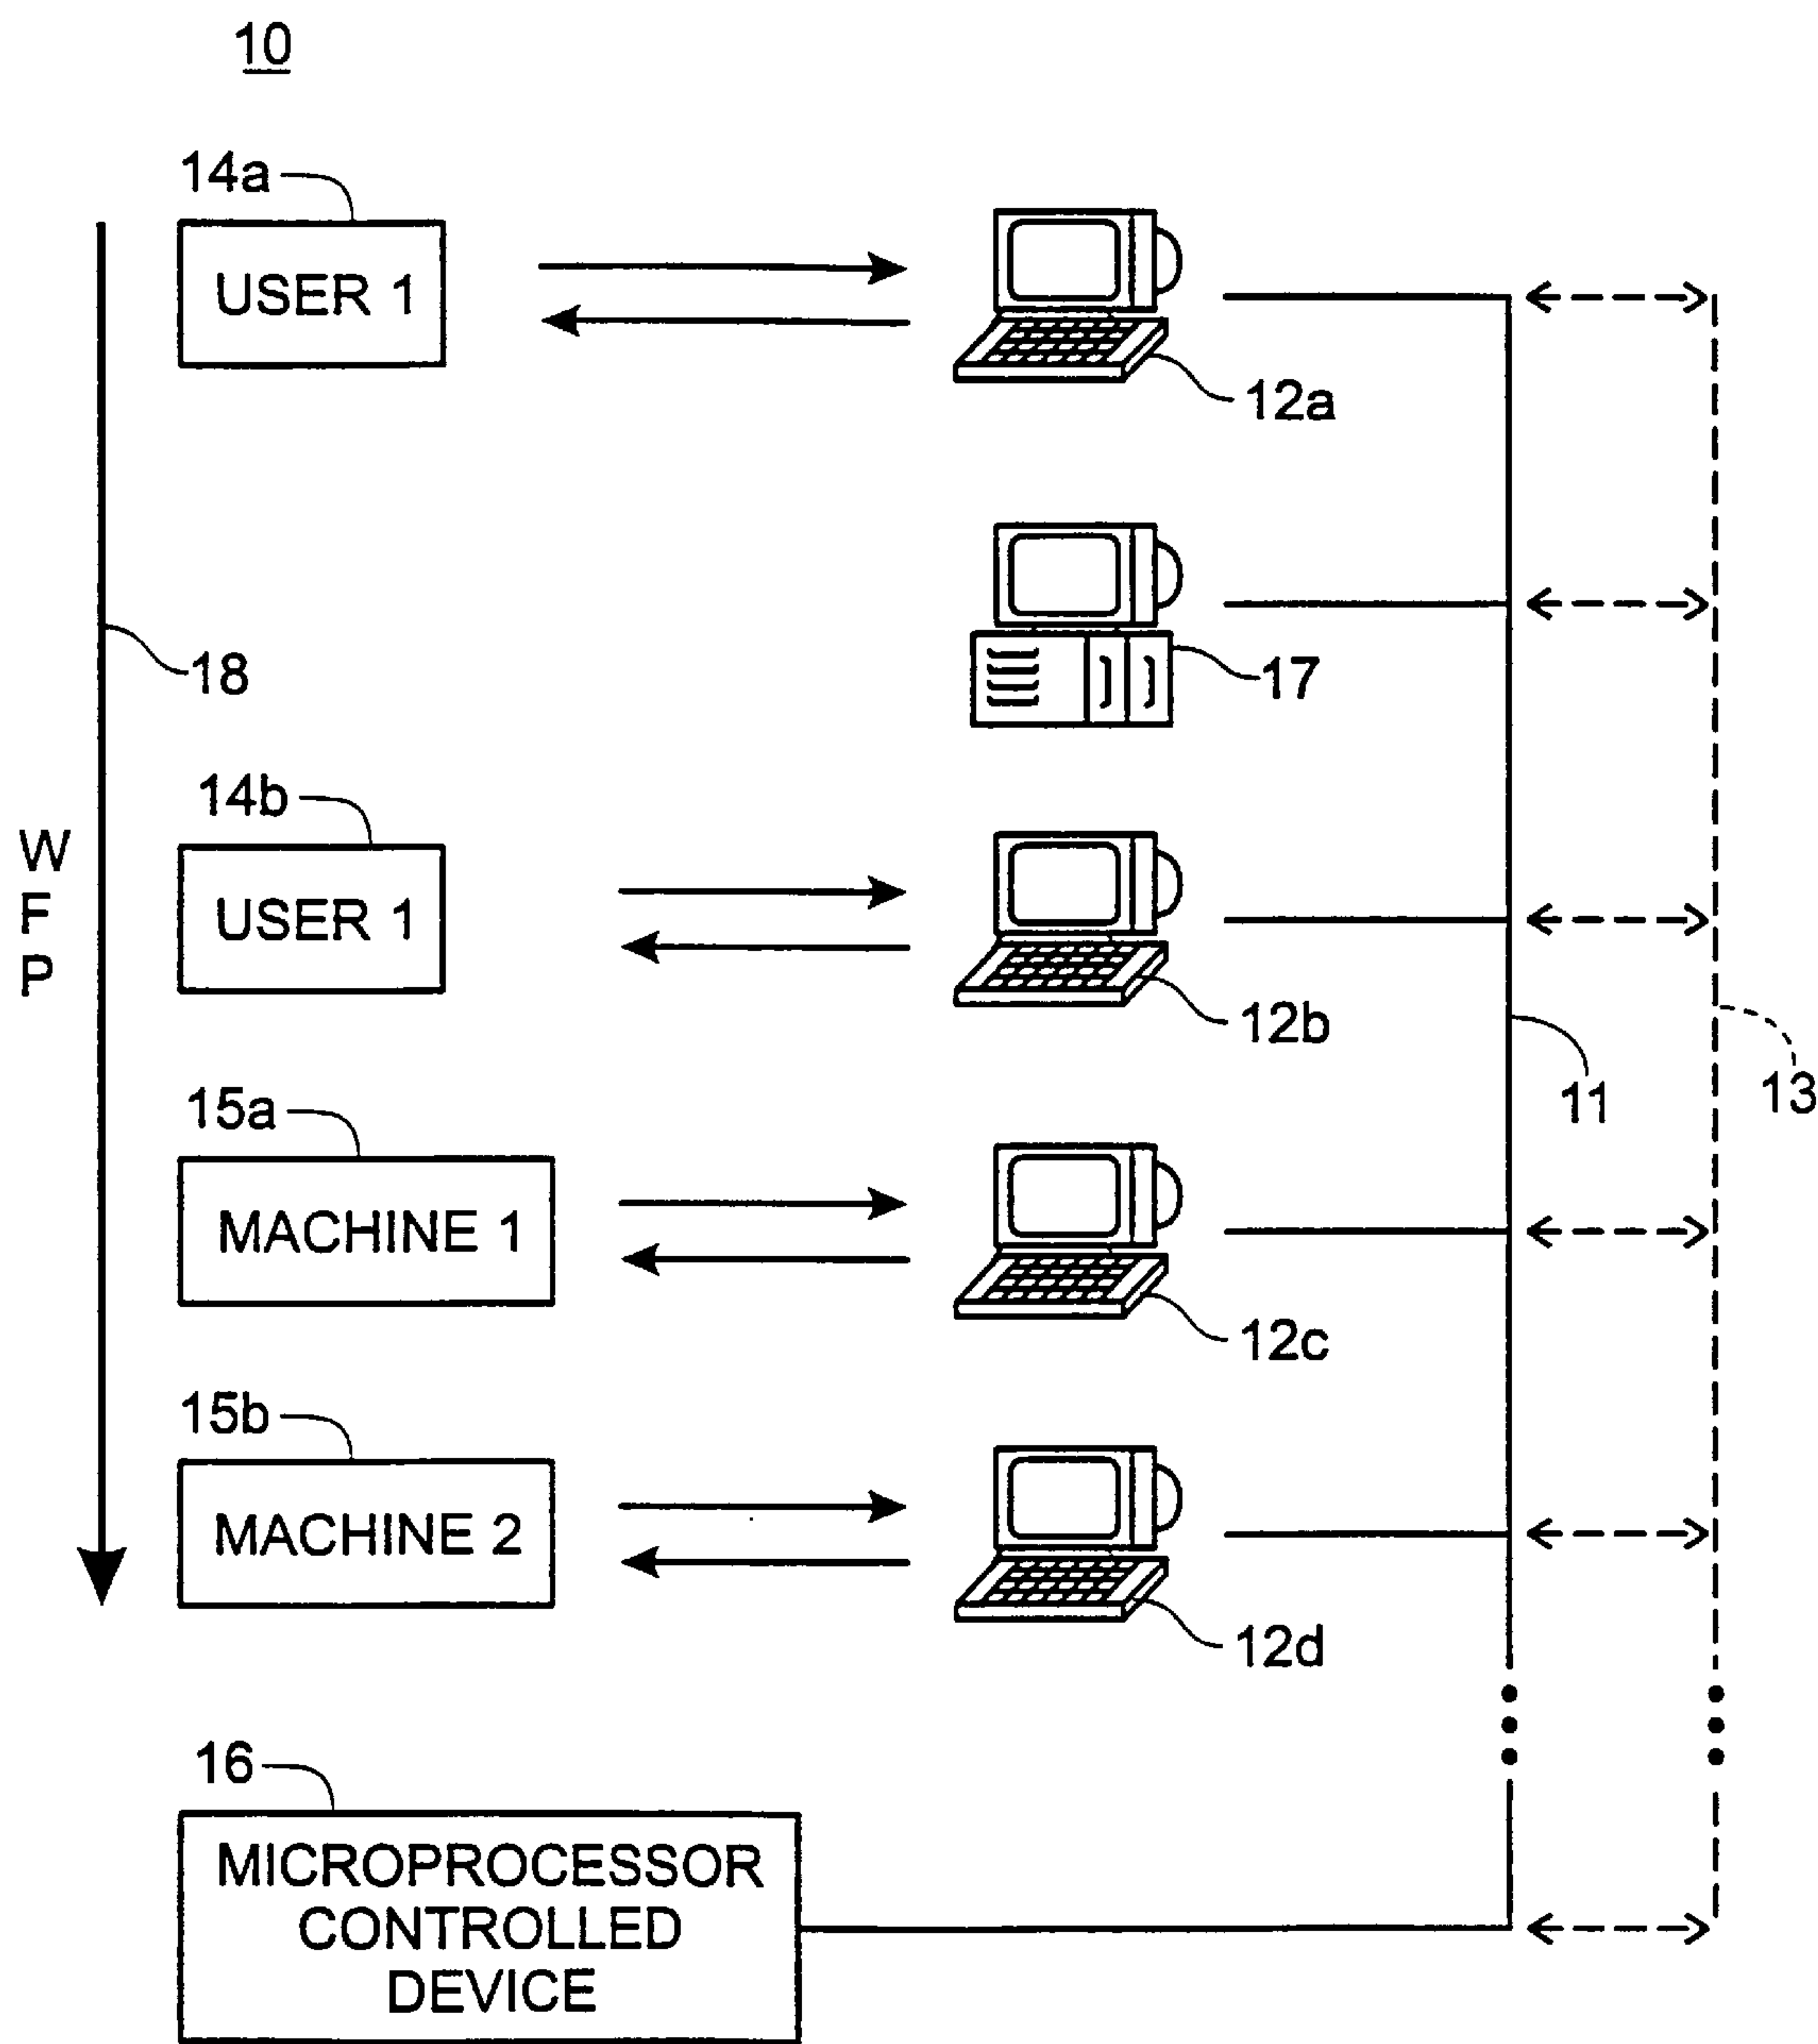 10
14a
USER 1
12a
18
17
14b
W
F
P
USER 1
12b
11
13
15a
MACHINE 1
12c
15b
MACHINE 2
12d
16
MICROPROCESSOR
CONTROLLED
DEVICE